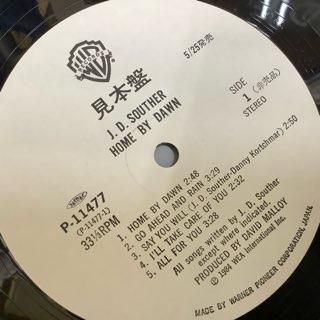 見本盤
5/25発売
J. D. SOUTHER
HOME BY DAWN
SIDE
1 (非売品)
STEREO
P-11477
(P-11477-1)
33⅓RPM
1. HOME BY DAWN 2:48
2. GO AHEAD AND RAIN 3:29
3. SAY YOU WILL (J. D. Souther-Danny Kortshmar) 2:50
4. I'LL TAKE CARE OF YOU 2:32
5. ALL FOR YOU 3:28
All songs written by J. D. Souther
except where indicated.
PRODUCED BY DAVID MALLOY
Ⓟ 1984 WEA International Inc.
MADE BY WARNER-PIONEER CORPORATION, JAPAN